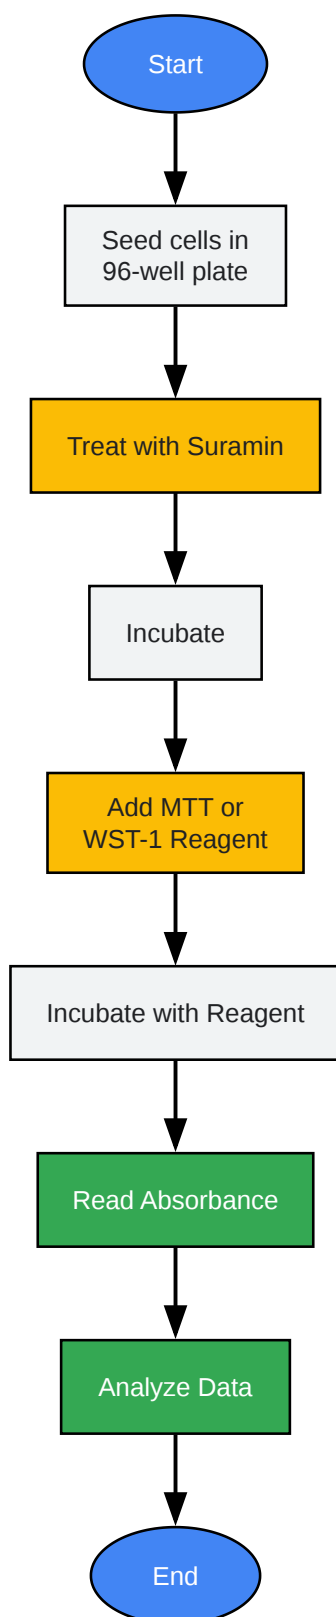 Start
Seed cells in
96-well plate
Treat with Suramin
Incubate
Add MTT or
WST-1 Reagent
Incubate with Reagent
Read Absorbance
Analyze Data
End